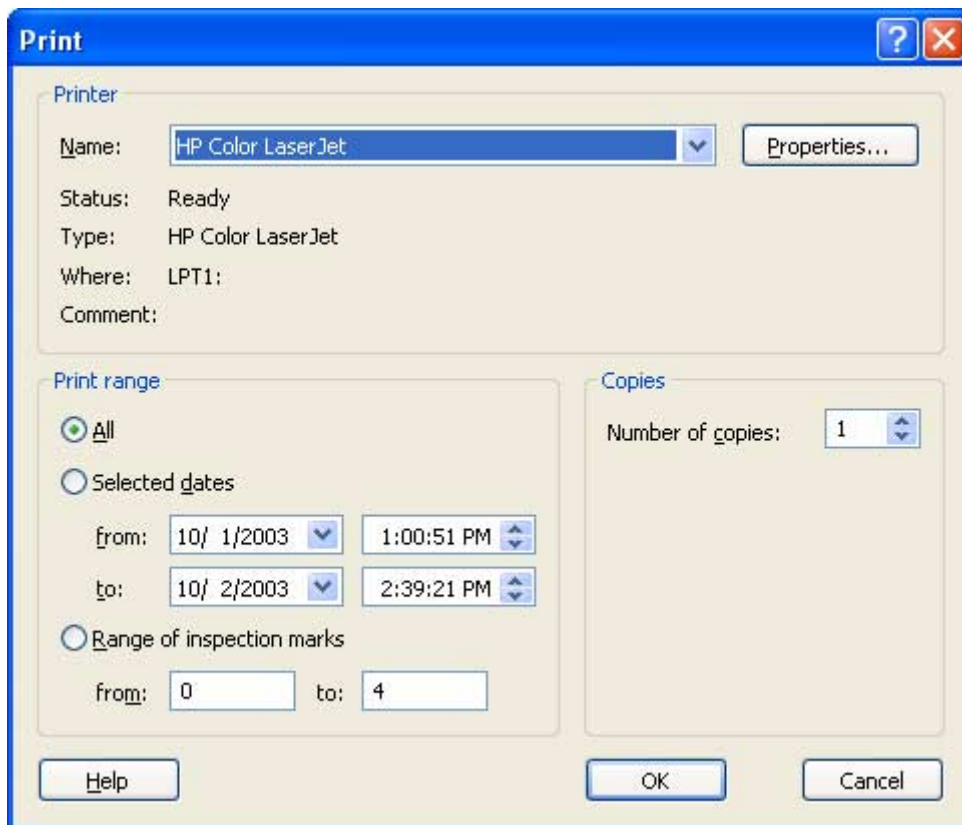 Print
Printer
Name: HP Color LaserJet Properties...
Status: Ready
Type: HP Color LaserJet
Where: LPT1:
Comment:
Print range
All
Selected dates
from: 10/ 1/2003 1:00:51 PM
to: 10/ 2/2003 2:39:21 PM
Range of inspection marks
from: 0 to: 4
Copies
Number of copies: 1
Help OK Cancel